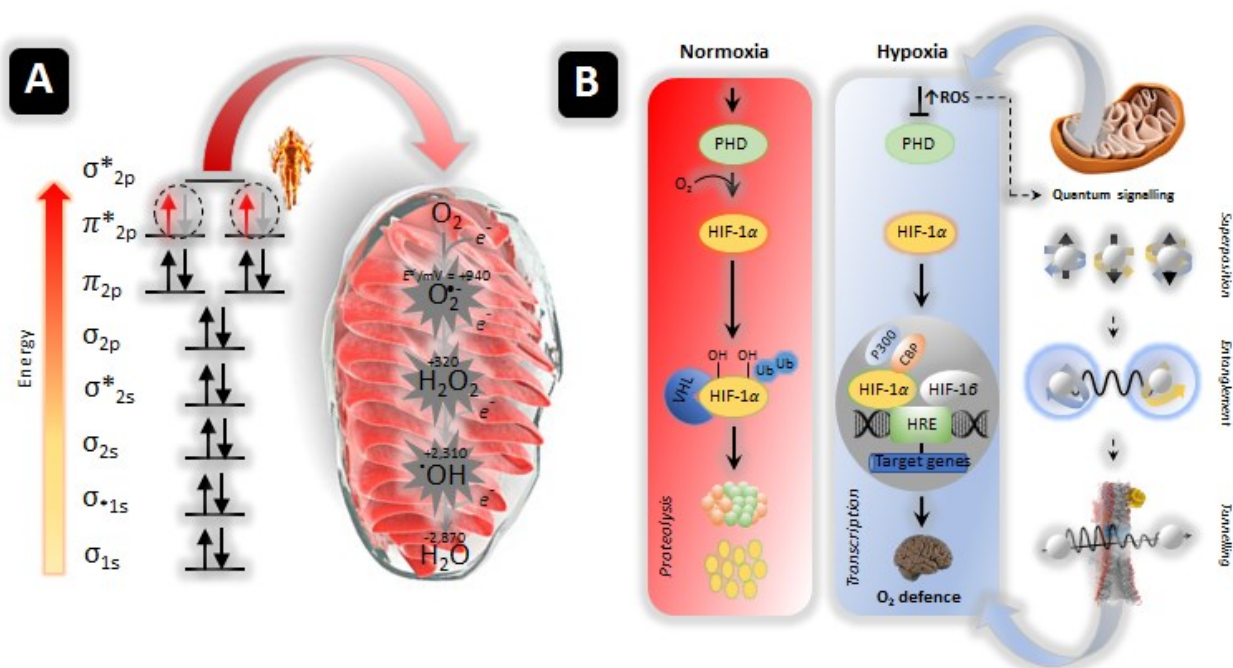 A
σ*2p
π*2p
π2p
σ2p
σ*2s
σ2s
σ*1s
σ1s
Energy
O2
e-
E°/mV = +940
O2•-
e-
+320
H2O2
e-
+2,310
•OH
e-
-2,870
H2O
B
Normoxia
PHD
O2
HIF-1α
OH OH
Ub Ub
VHL
HIF-1α
Proteolysis
Hypoxia
↑ROS
PHD
HIF-1α
P300
CBP
HIF-1α
HIF-1б
HRE
Target genes
Transcription
O2 defence
Quantum signalling
Superposition
Entanglement
Tunnelling